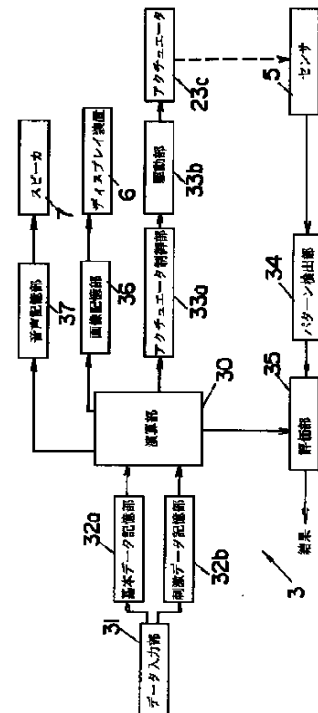 データ入力部
31
基本データ記憶部
32a
刺激データ記憶部
32b
演算部
30
音声記憶部
37
スピーカ
7
画像記憶部
36
ディスプレイ装置
6
アクチュエータ制御部
33a
駆動部
33b
アクチュエータ
23c
センサ
5
パターン検出部
34
評価部
35
結果
3